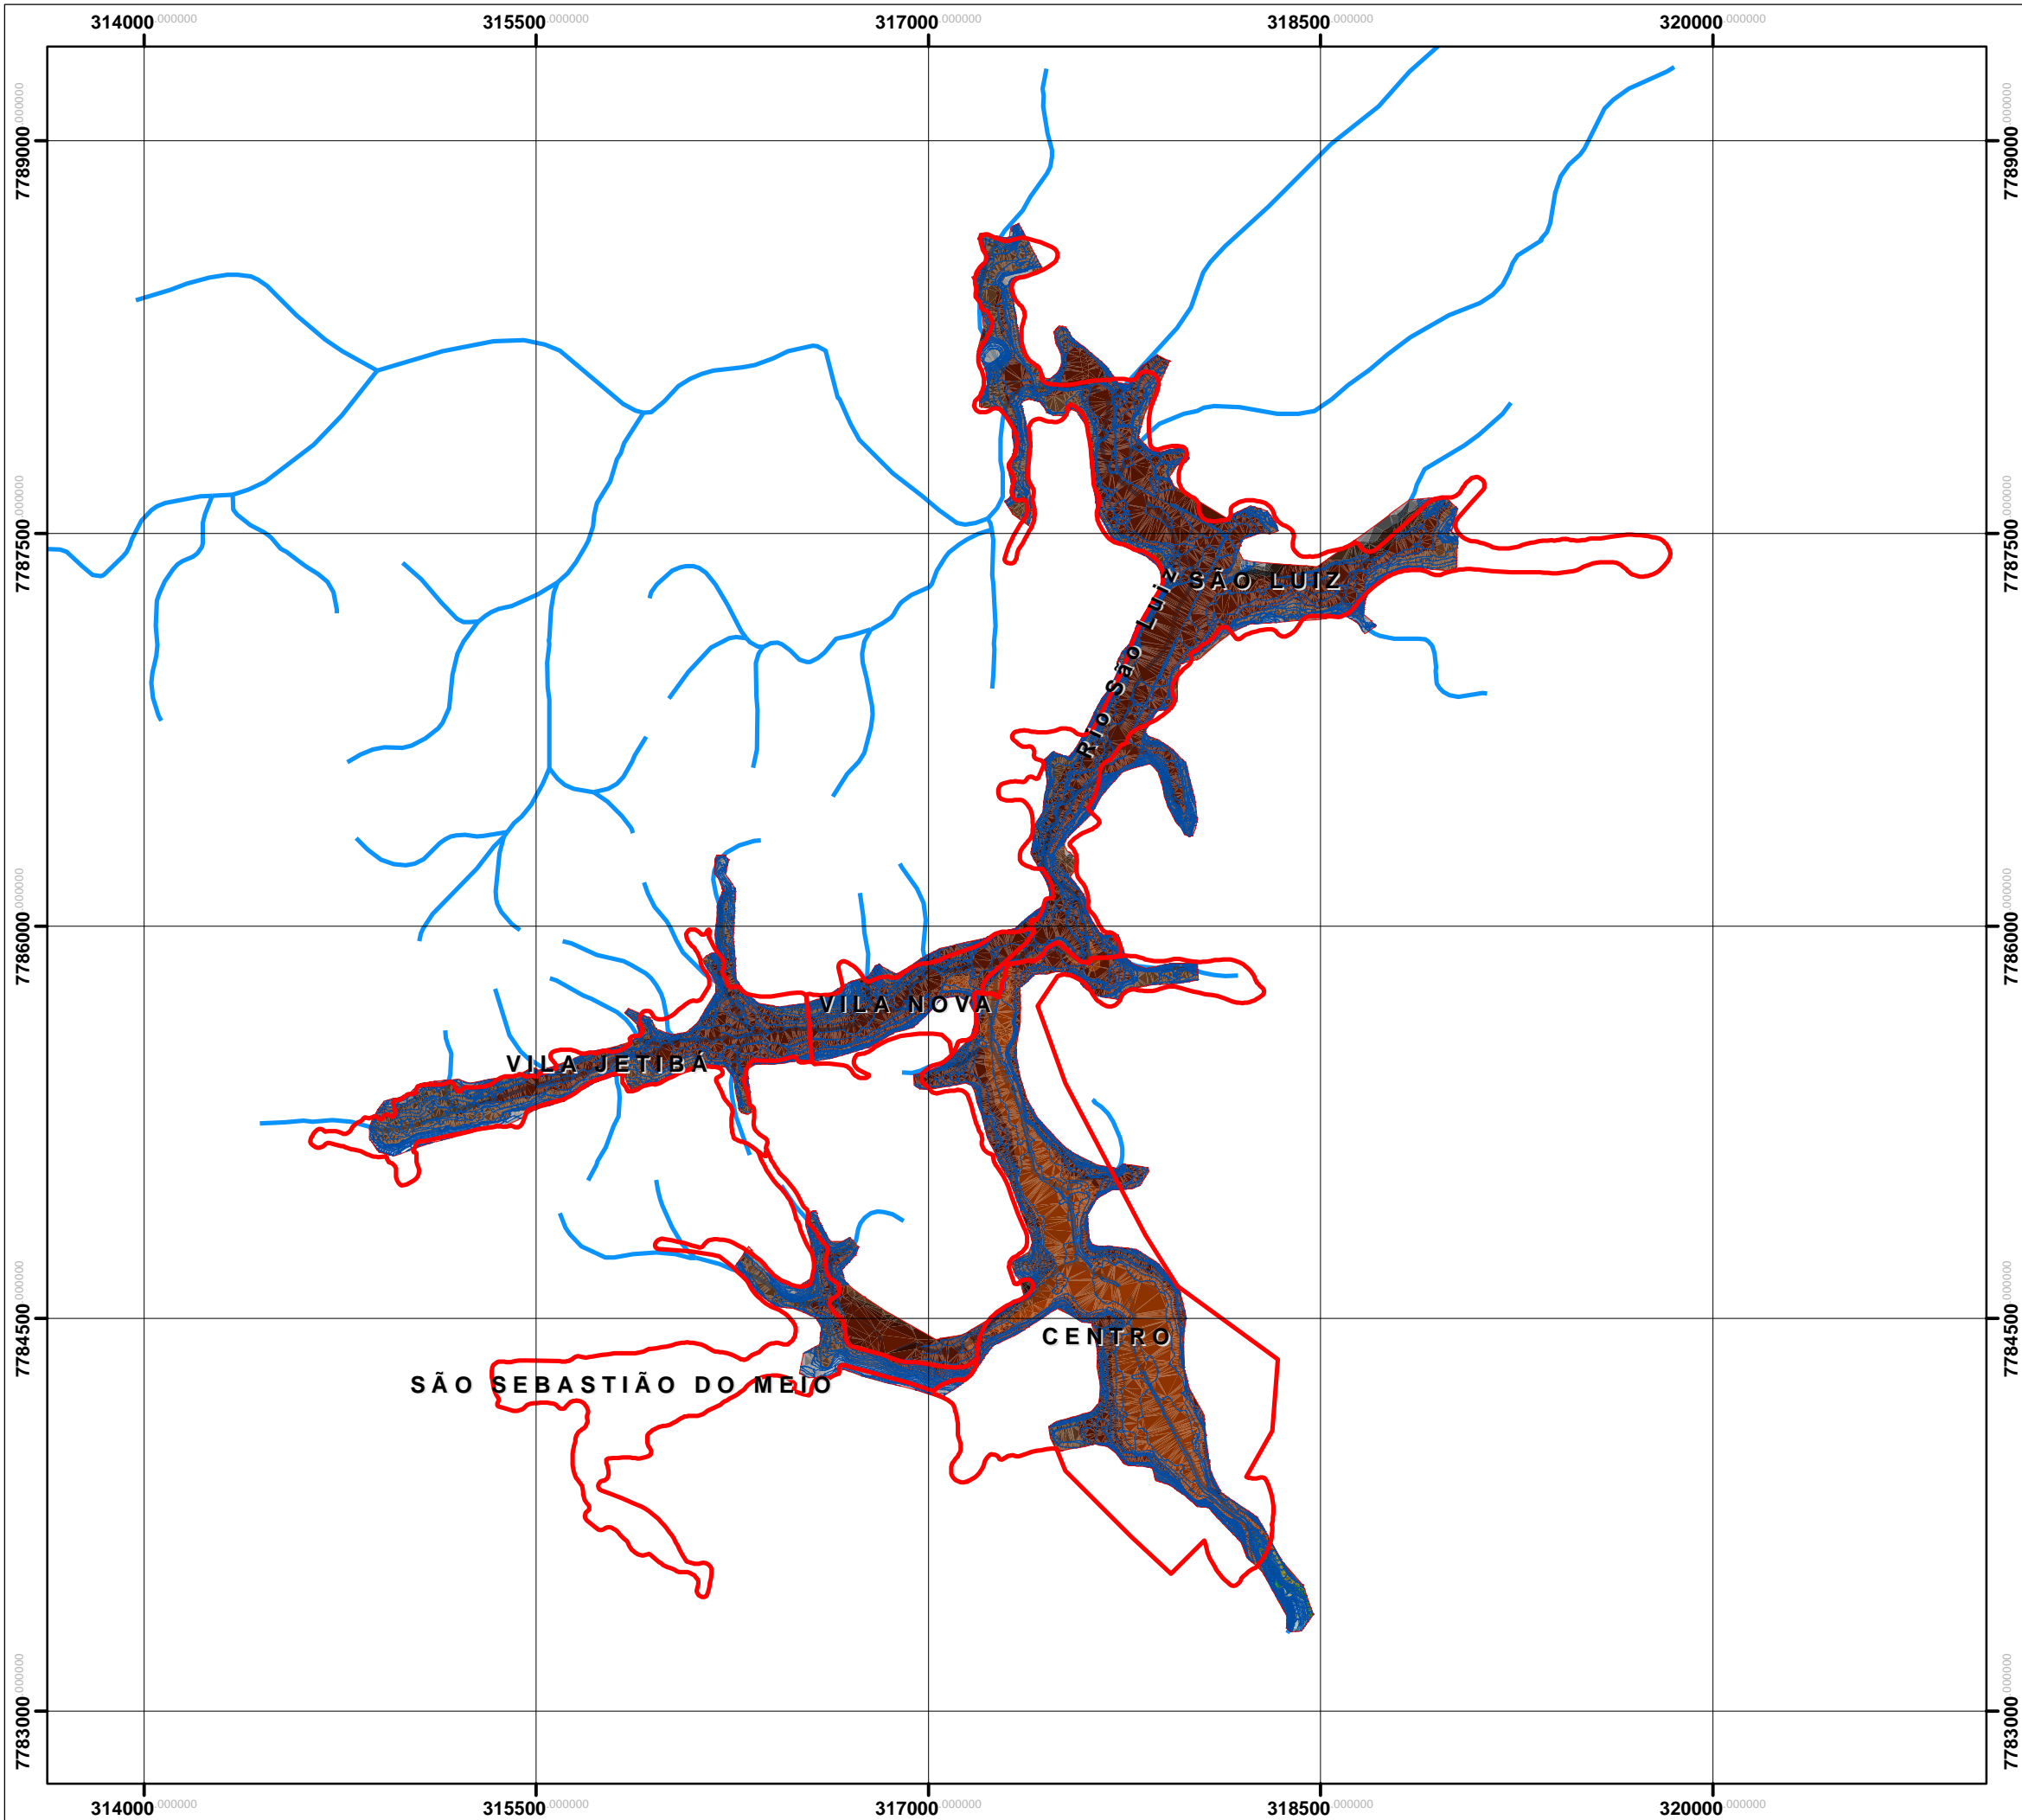 314000.000000 315500.000000 317000.000000 318500.000000 320000.000000
7789000.000000 7789000.000000
7787500.000000 7787500.000000
SÃO LUIZ
Rio São Luiz
7786000.000000 7786000.000000
VILA NOVA
VILA JETIBÁ
7784500.000000 7784500.000000
CENTRO
SÃO SEBASTIÃO DO MEIO
7783000.000000 7783000.000000
314000.000000 315500.000000 317000.000000 318500.000000 320000.000000